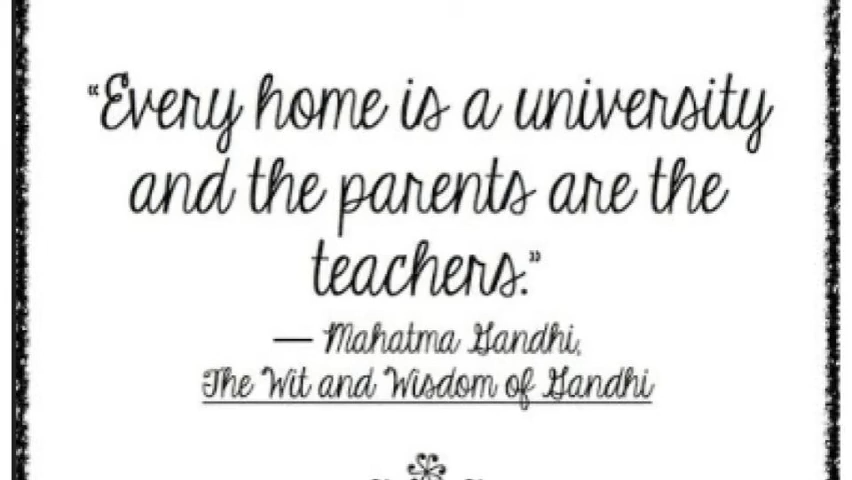 “Every home is a university
and the parents are the
teachers.”
— Mahatma Gandhi,
The Wit and Wisdom of Gandhi